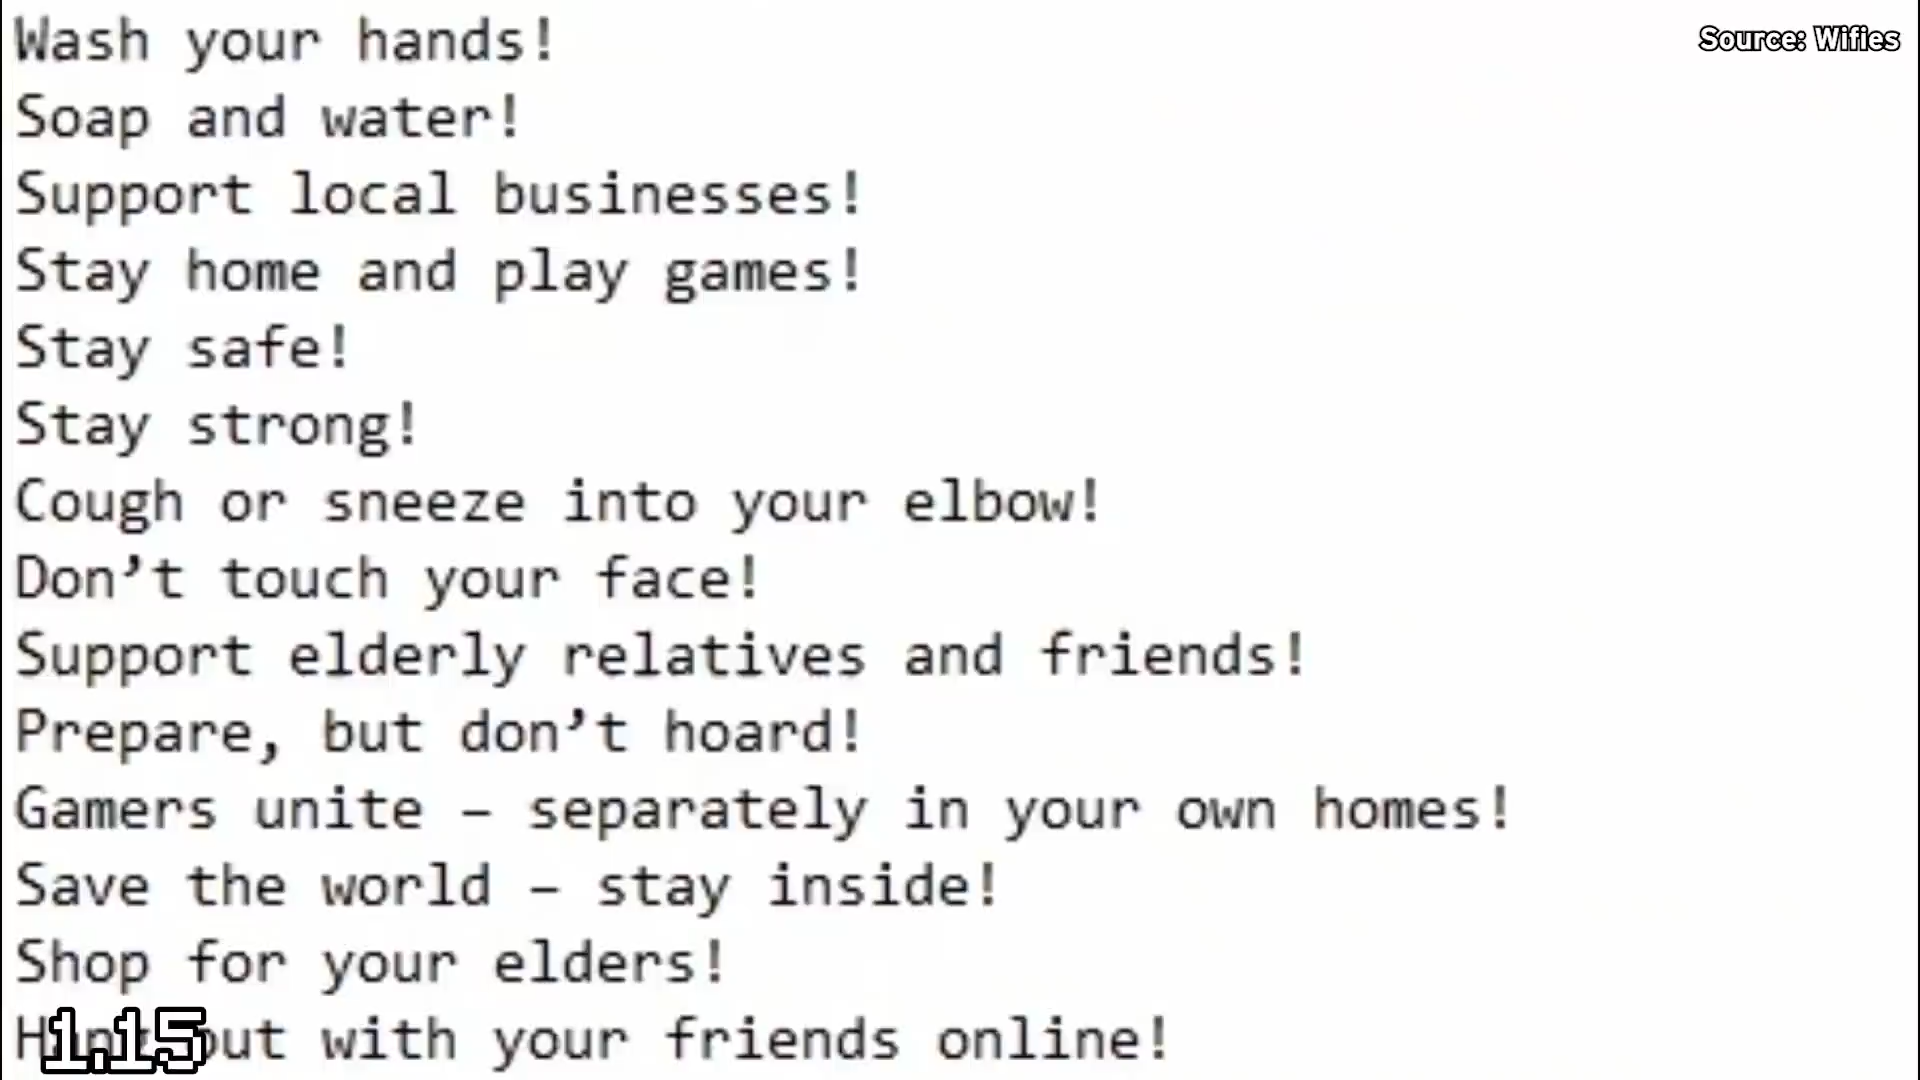 Wash your hands!
Source: Wifies
Soap and water!
Support local businesses!
Stay home and play games!
Stay safe!
Stay strong!
Cough or sneeze into your elbow!
Don’t touch your face!
Support elderly relatives and friends!
Prepare, but don’t hoard!
Gamers unite – separately in your own homes!
Save the world – stay inside!
Shop for your elders!
Hang out with your friends online!
1.15